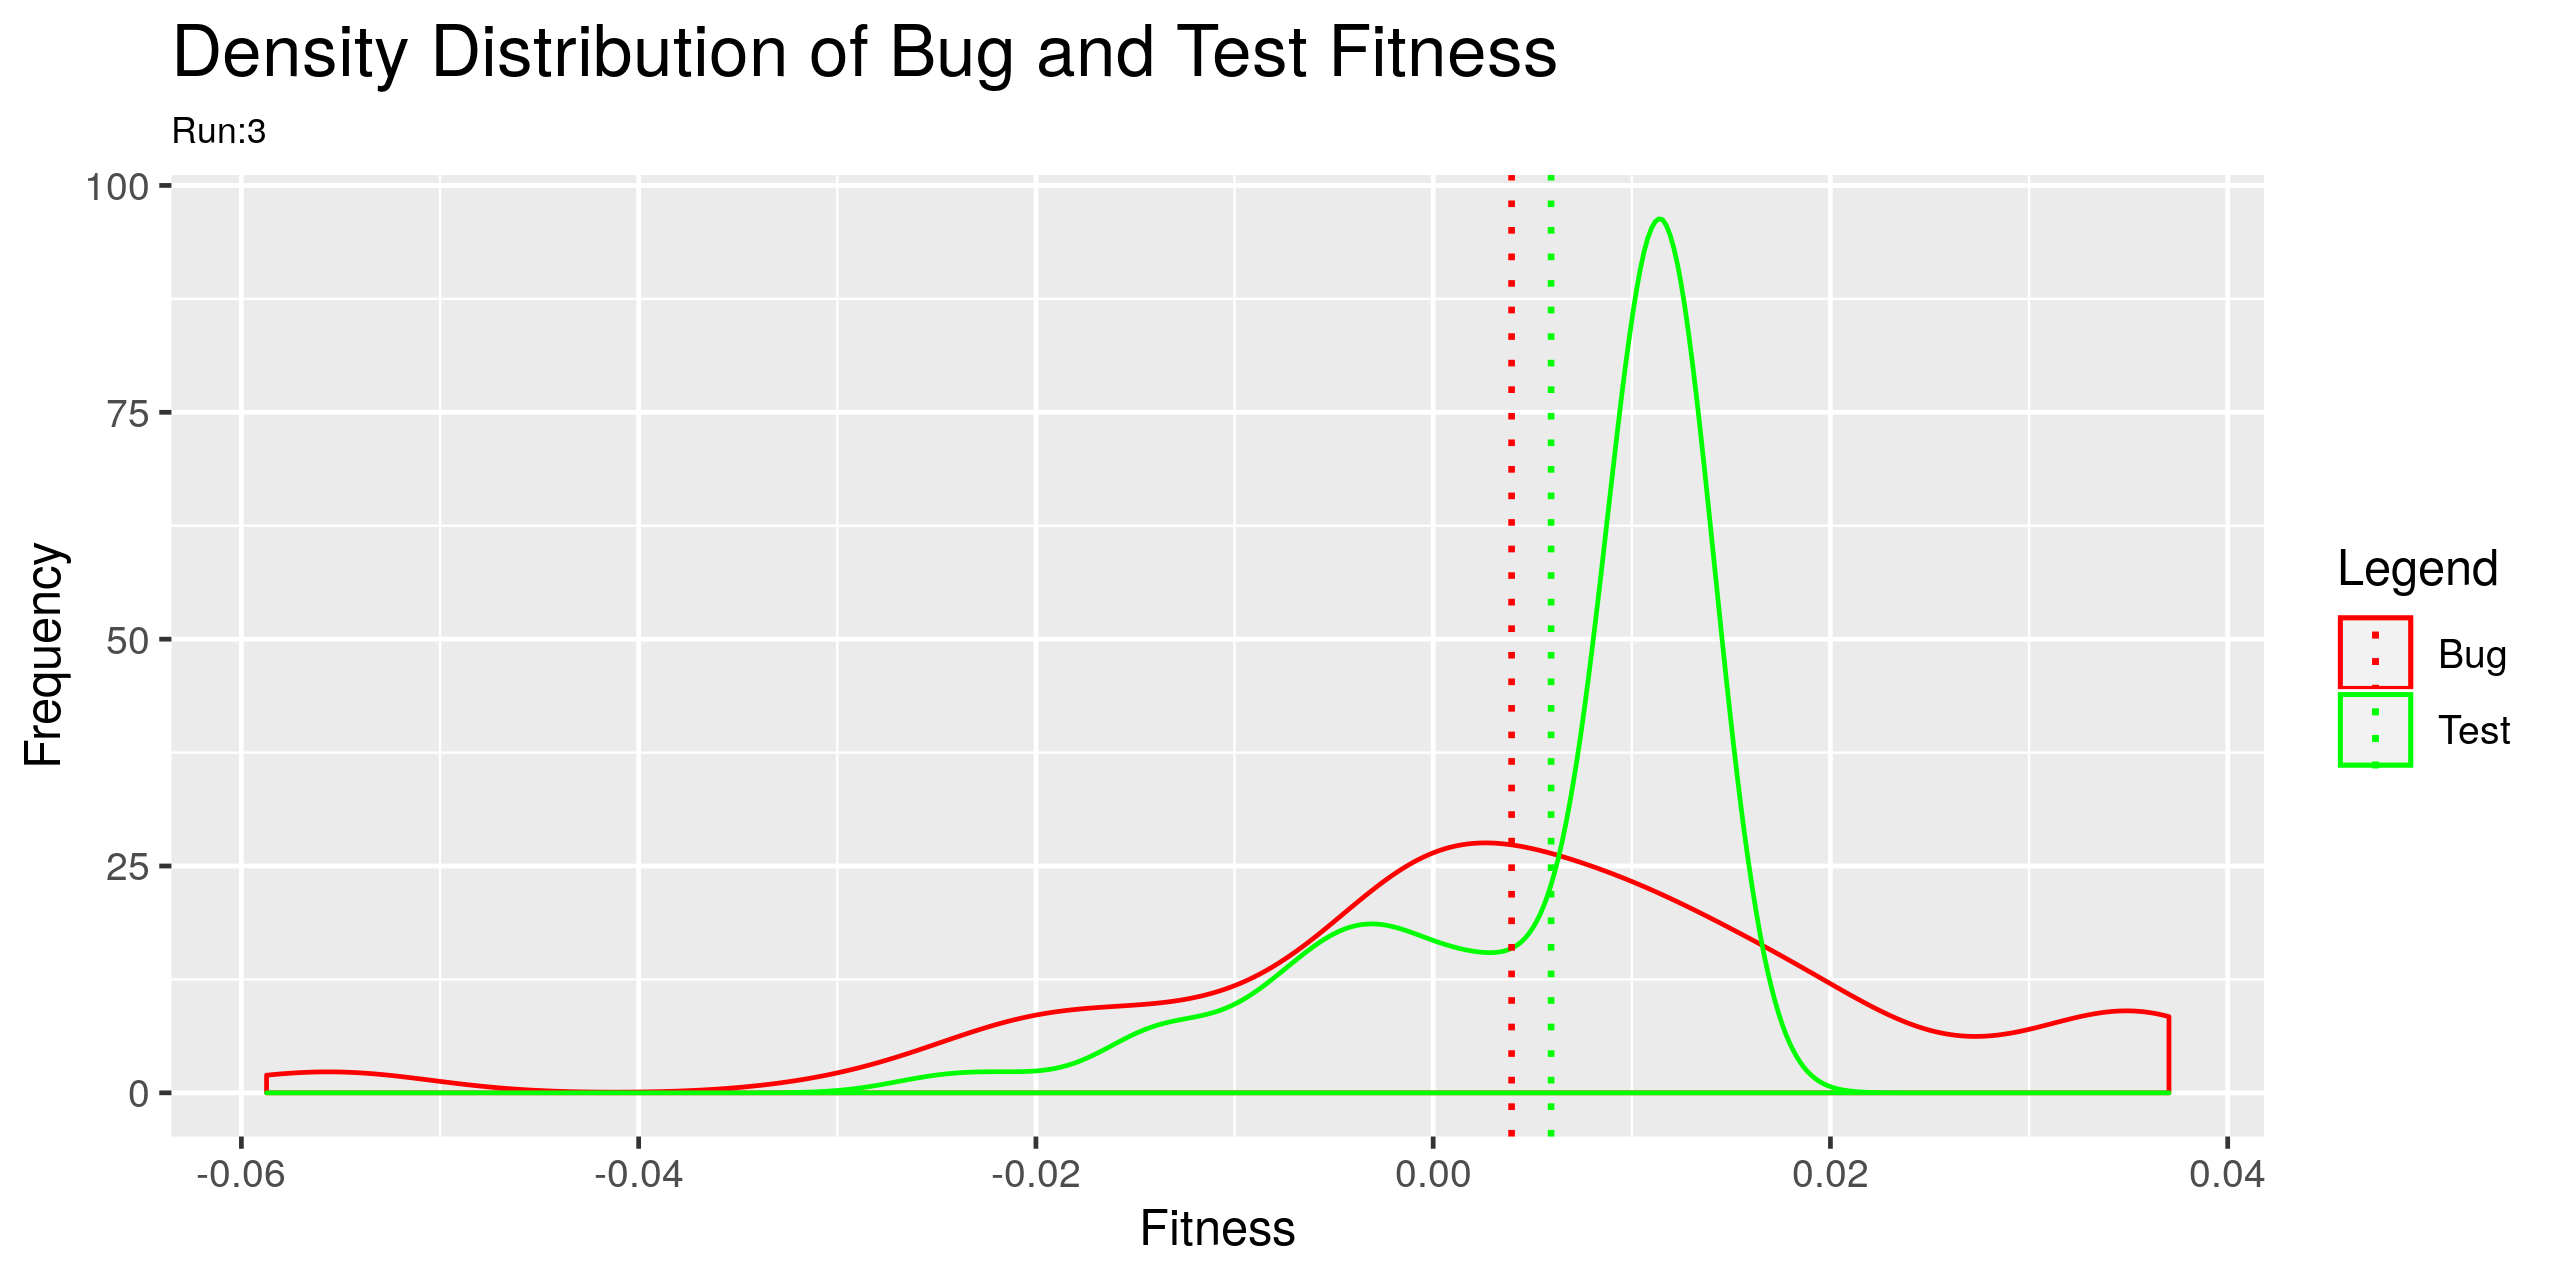 Density Distribution of Bug and Test Fitness
Run:3
100
75
50
25
0
Frequency
-0.06
-0.04
-0.02
0.00
0.02
0.04
Fitness
Legend
Bug
Test